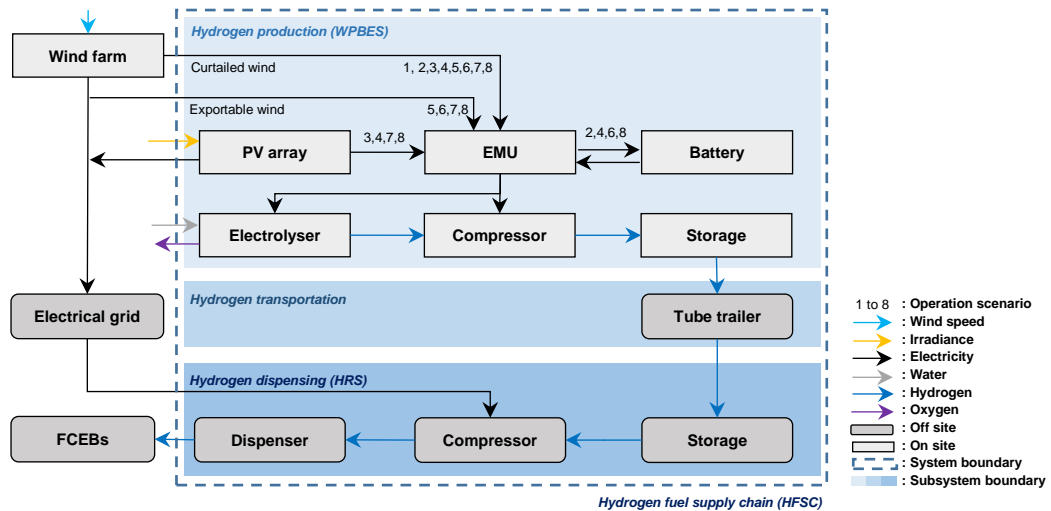 Hydrogen production (WPBES)
Wind farm
Curtailed wind
1, 2,3,4,5,6,7,8
Exportable wind
5,6,7,8
PV array
3,4,7,8
EMU
2,4,6,8
Battery
Electrolyser
Compressor
Storage
Hydrogen transportation
Electrical grid
Tube trailer
Hydrogen dispensing (HRS)
FCEBs
Dispenser
Compressor
Storage
Hydrogen fuel supply chain (HFSC)
1 to 8 : Operation scenario
: Wind speed
: Irradiance
: Electricity
: Water
: Hydrogen
: Oxygen
: Off site
: On site
: System boundary
: Subsystem boundary